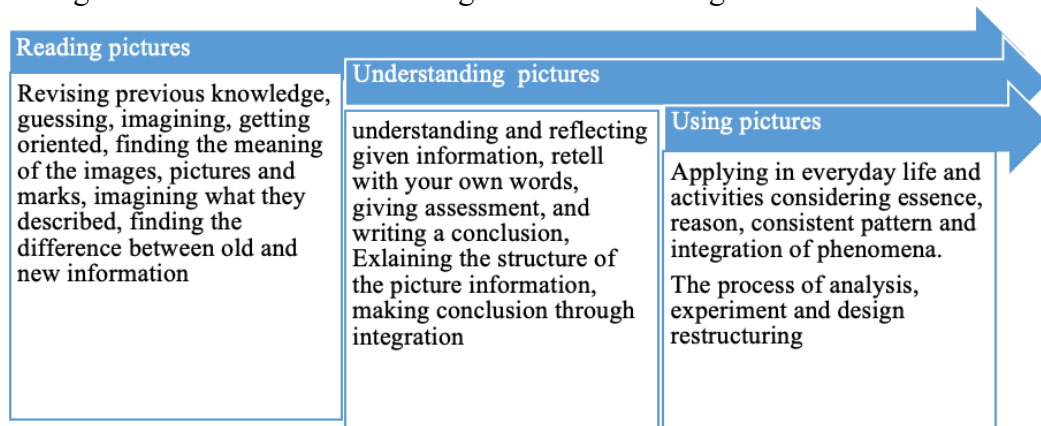 Reading pictures
Revising previous knowledge,
guessing, imagining, getting
oriented, finding the meaning
of the images, pictures and
marks, imagining what they
described, finding the
difference between old and
new information
Understanding pictures
understanding and reflecting
given information, retell
with your own words,
giving assessment, and
writing a conclusion,
Exlaining the structure of
the picture information,
making conclusion through
integration
Using pictures
Applying in everyday life and
activities considering essence,
reason, consistent pattern and
integration of phenomena.
The process of analysis,
experiment and design
restructuring